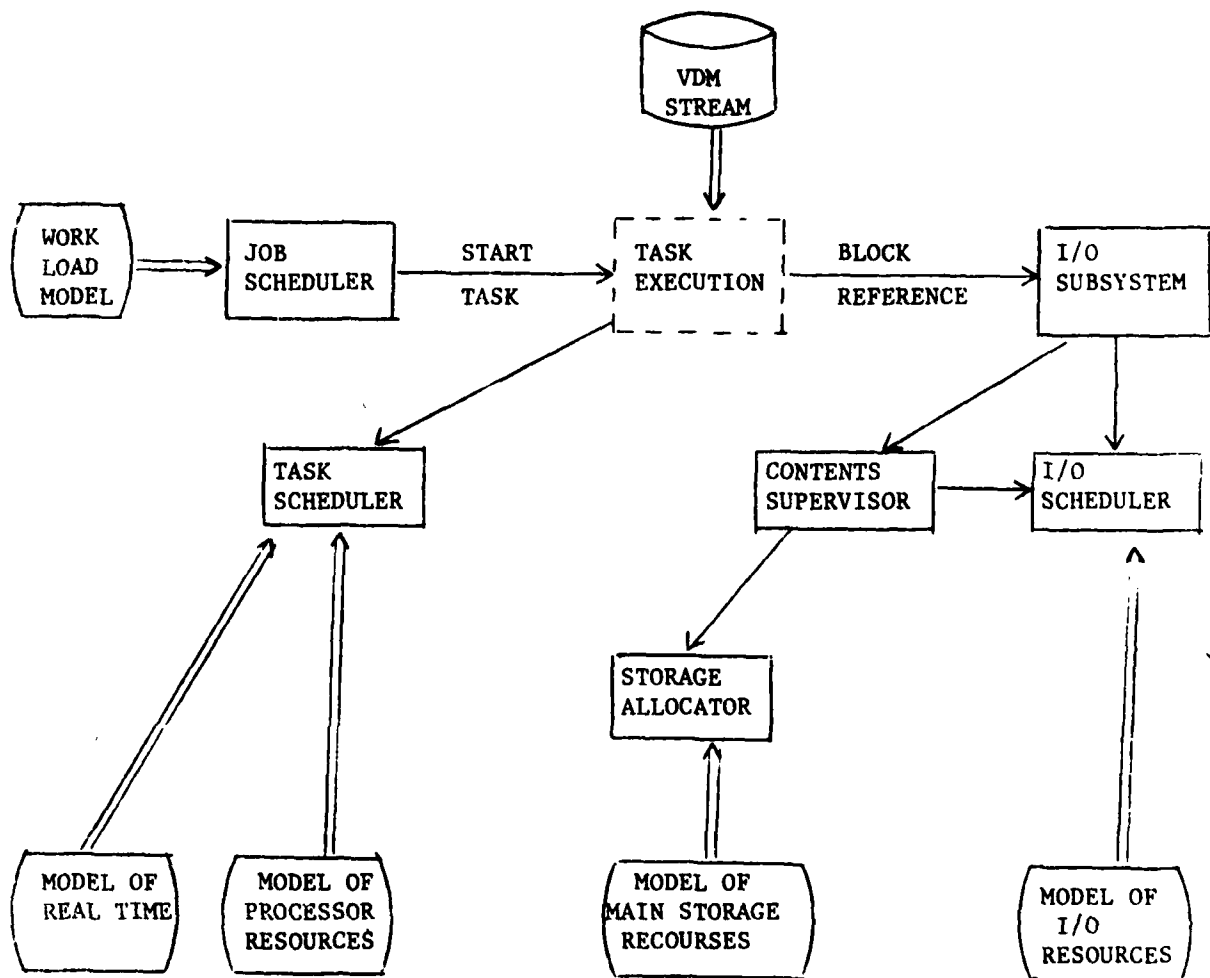 VDM
STREAM
WORK
LOAD
MODEL
JOB
SCHEDULER
START
TASK
TASK
EXECUTION
BLOCK
REFERENCE
I/O
SUBSYSTEM
TASK
SCHEDULER
CONTENTS
SUPERVISOR
I/O
SCHEDULER
STORAGE
ALLOCATOR
MODEL OF
REAL TIME
MODEL OF
PROCESSOR
RESOURCES
MODEL OF
MAIN STORAGE
RECOURSES
MODEL OF
I/O
RESOURCES